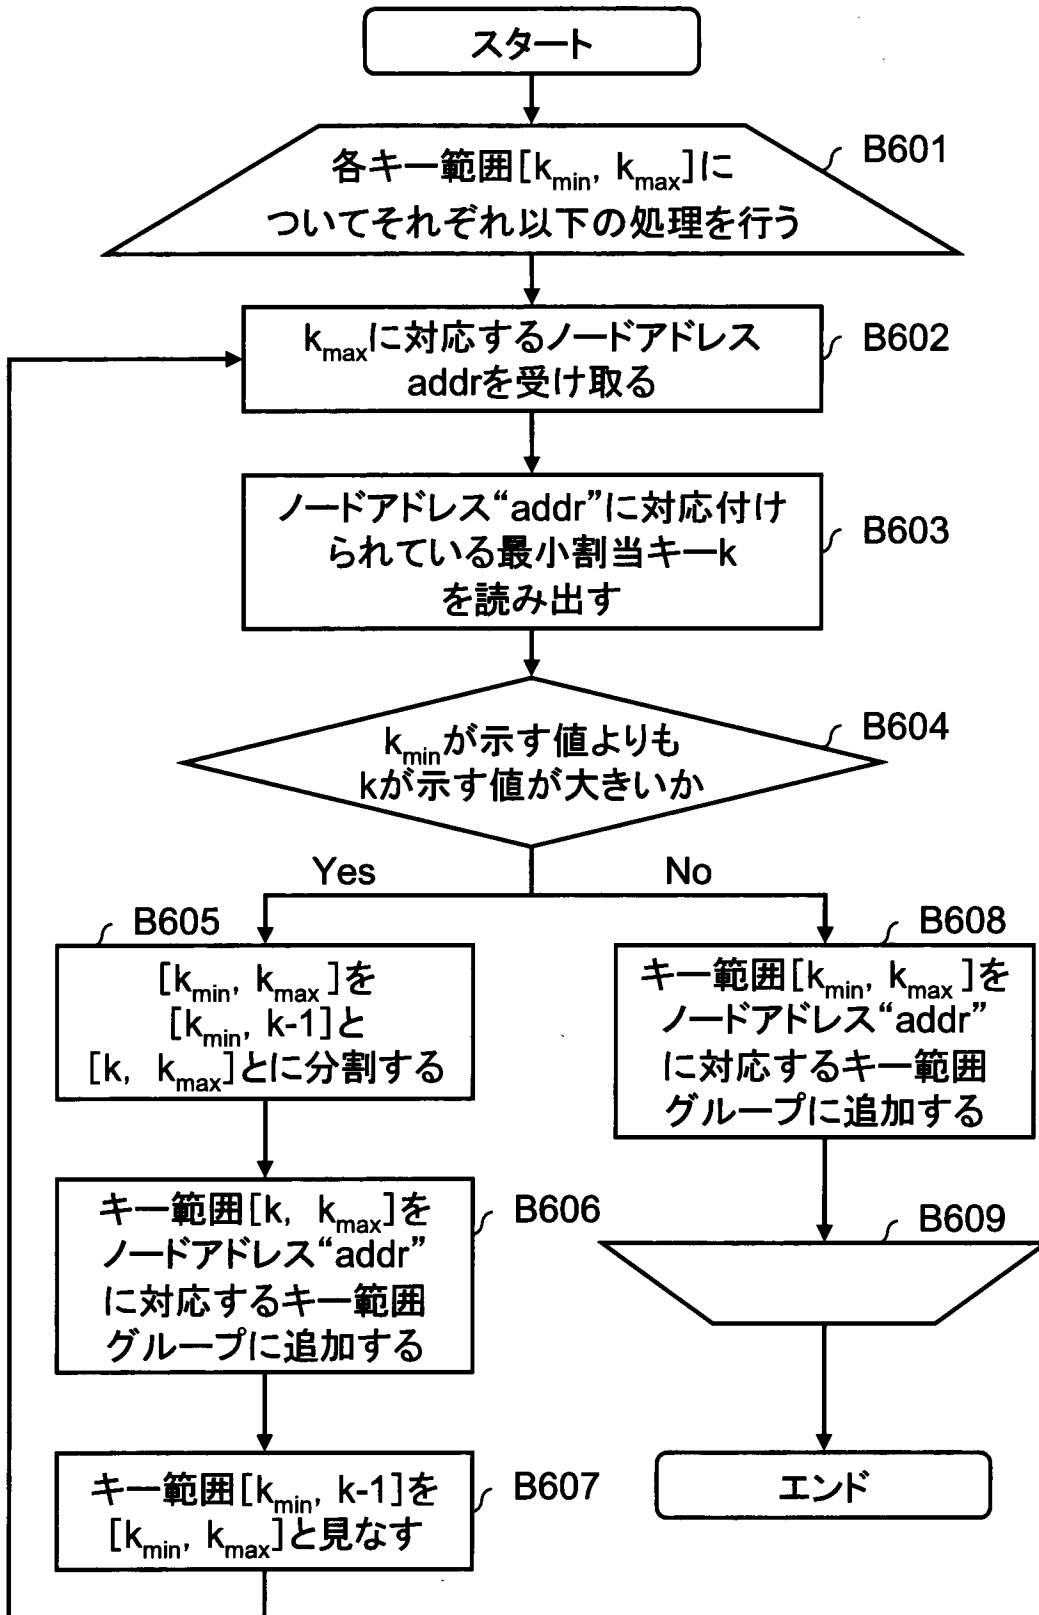 スタート
各キー範囲[kmin, kmax]に
ついてそれぞれ以下の処理を行う
B601
kmaxに対応するノードアドレス
addrを受け取る
B602
ノードアドレス“addr”に対応付け
られている最小割当キーk
を読み出す
B603
kminが示す値よりも
kが示す値が大きいか
B604
Yes
No
B605
[kmin, kmax]を
[kmin, k-1]と
[k, kmax]とに分割する
キー範囲[k, kmax]を
ノードアドレス“addr”
に対応するキー範囲
グループに追加する
B606
キー範囲[kmin, k-1]を
[kmin, kmax]と見なす
B607
B608
キー範囲[kmin, kmax]を
ノードアドレス“addr”
に対応するキー範囲
グループに追加する
B609
エンド